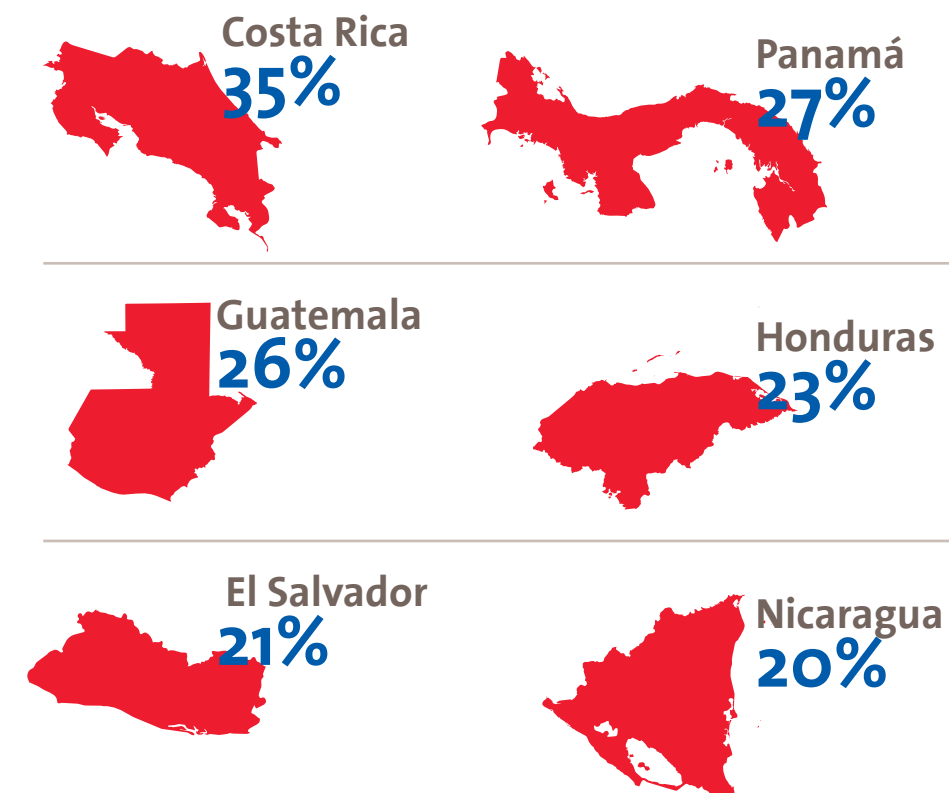 Costa Rica
35%
Panamá
27%
Guatemala
26%
Honduras
23%
El Salvador
21%
Nicaragua
20%